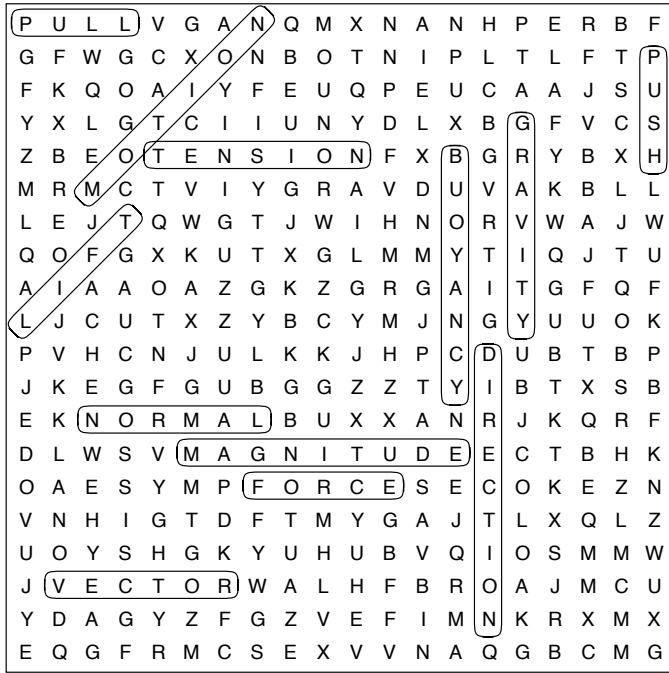 P U L L V G A N Q M X N A N H P E R B F
G F W G C X O N B O T N I P L T L F T P
F K Q O A I Y F E U Q P E U C A A J S U
Y X L G T C I I U N Y D L X B G F V C S
Z B E O T E N S I O N F X B G R Y B X H
M R M C T V I Y G R A V D U V A K B L L
L E J T Q W G T J W I H N O R V W A J W
Q O F G X K U T X G L M M Y T I Q J T U
A I A A O A Z G K Z G R G A I T G F Q F
L J C U T X Z Y B C Y M J N G Y U U O K
P V H C N J U L K K J H P C D U B T B P
J K E G F G U B G G Z Z T Y I B T X S B
E K N O R M A L B U X X A N R J K Q R F
D L W S V M A G N I T U D E E C T B H K
O A E S Y M P F O R C E S E C O K E Z N
V N H I G T D F T M Y G A J T L X Q L Z
U O Y S H G K Y U H U B V Q I O S M M W
J V E C T O R W A L H F B R O A J M C U
Y D A G Y Z F G Z V E F I M N K R X M X
E Q G F R M C S E X V V N A Q G B C M G